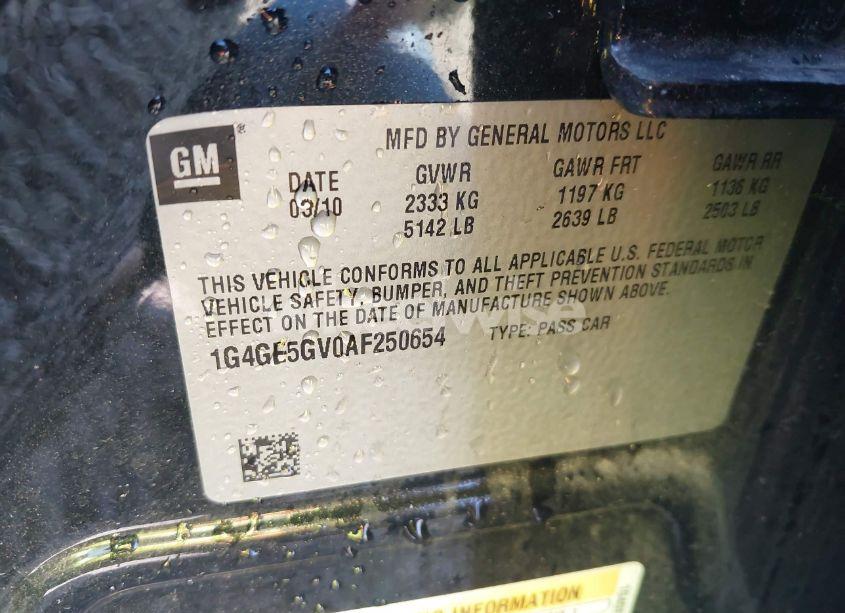 MFD BY GENERAL MOTORS LLC
GM®
DATE GVWR GAWR FRT GAWR RR
03/10 2333 KG 1197 KG 1136 KG
5142 LB 2639 LB 2503 LB
THIS VEHICLE CONFORMS TO ALL APPLICABLE U.S. FEDERAL MOTOR
VEHICLE SAFETY, BUMPER, AND THEFT PREVENTION STANDARDS IN
EFFECT ON THE DATE OF MANUFACTURE SHOWN ABOVE.
1G4GE5GV0AF250654 TYPE: PASS CAR
INFORMATION